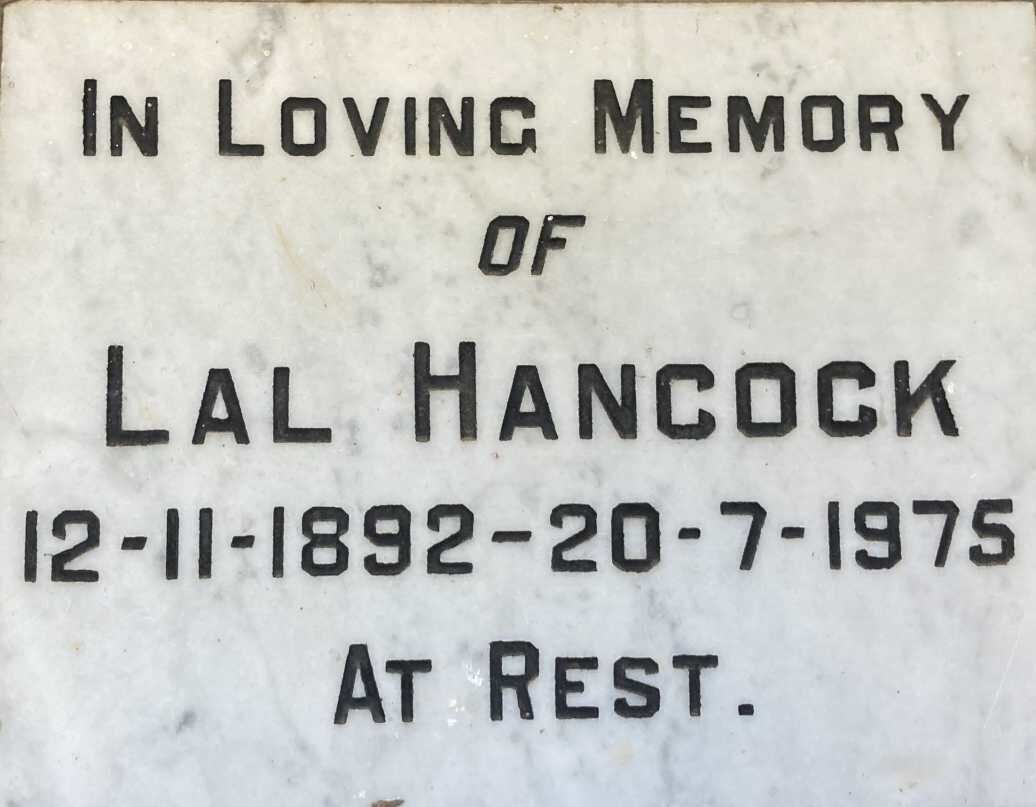 IN LOVING MEMORY
OF
LAL HANCOCK
12-11-1892-20-7-1975
AT REST.